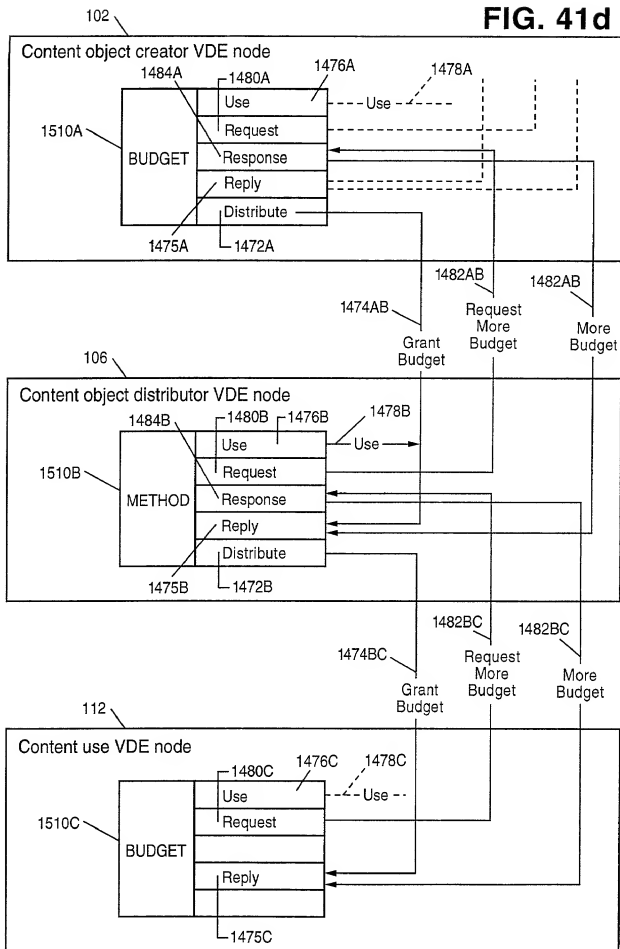 FIG. 41d
102
Content object creator VDE node
1484A
1480A
1476A
1478A
1510A
BUDGET
Use
Use
Request
Response
Reply
Distribute
1475A
1472A
1474AB
1482AB
1482AB
Grant
Budget
Request
More
Budget
More
Budget
106
Content object distributor VDE node
1484B
1480B
1476B
1478B
1510B
METHOD
Use
Use
Request
Response
Reply
Distribute
1475B
1472B
1474BC
1482BC
1482BC
Grant
Budget
Request
More
Budget
More
Budget
112
Content use VDE node
1480C
1476C
1478C
1510C
BUDGET
Use
Use
Request
Reply
1475C